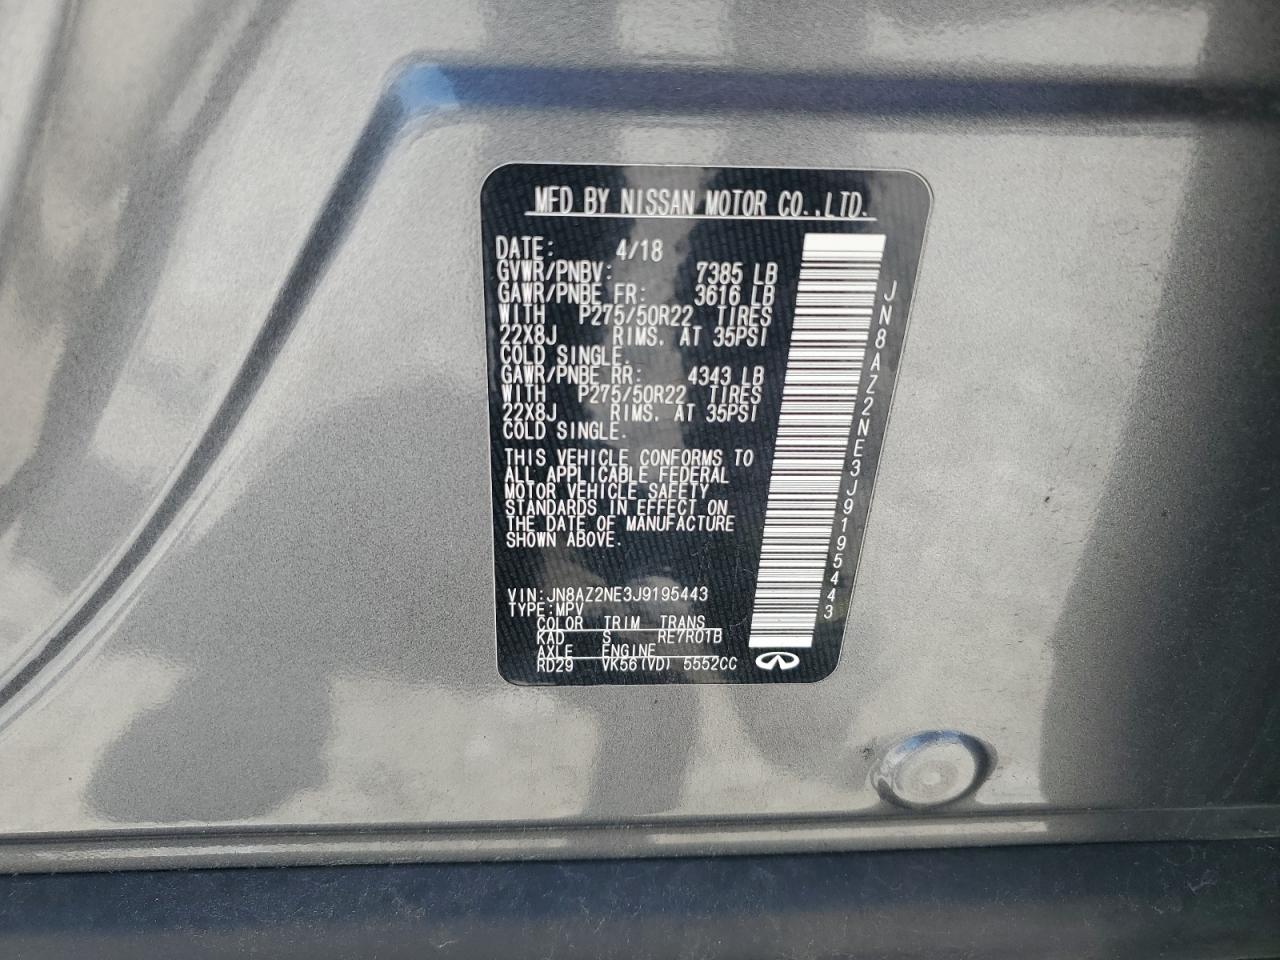 MFD BY NISSAN MOTOR CO.,LTD.
DATE: 4/18
GVWR/PNBV: 7385 LB
GAWR/PNBE FR: 3616 LB
WITH P275/50R22 TIRES
22X8J RIMS. AT 35PSI
COLD SINGLE.
GAWR/PNBE RR: 4343 LB
WITH P275/50R22 TIRES
22X8J RIMS. AT 35PSI
COLD SINGLE.
THIS VEHICLE CONFORMS TO
ALL APPLICABLE FEDERAL
MOTOR VEHICLE SAFETY
STANDARDS IN EFFECT ON
THE DATE OF MANUFACTURE
SHOWN ABOVE.
VIN:JN8AZ2NE3J9195443
TYPE:MPV
COLOR TRIM TRANS
KAD S RE7R01B
AXLE ENGINE
RD29 VK56(VD) 5552CC
JN8AZ2NE3J9195443